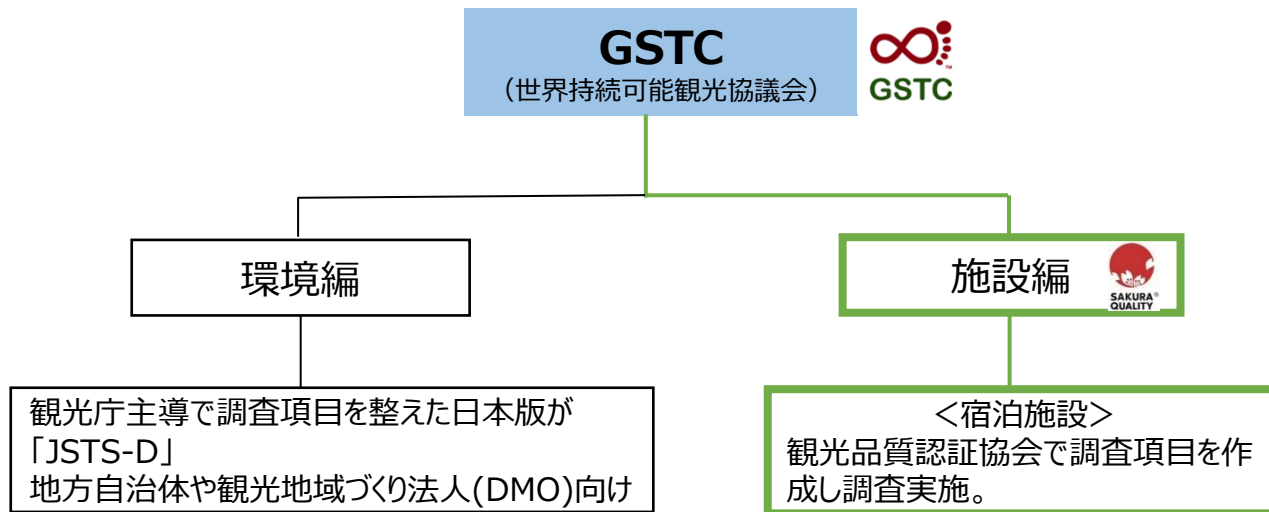 GSTC
（世界持続可能観光協議会）
GSTC
環境編
施設編
SAKURA®
QUALITY
観光庁主導で調査項目を整えた日本版が
「JSTS-D」
地方自治体や観光地域づくり法人(DMO)向け
＜宿泊施設＞
観光品質認証協会で調査項目を作
成し調査実施。